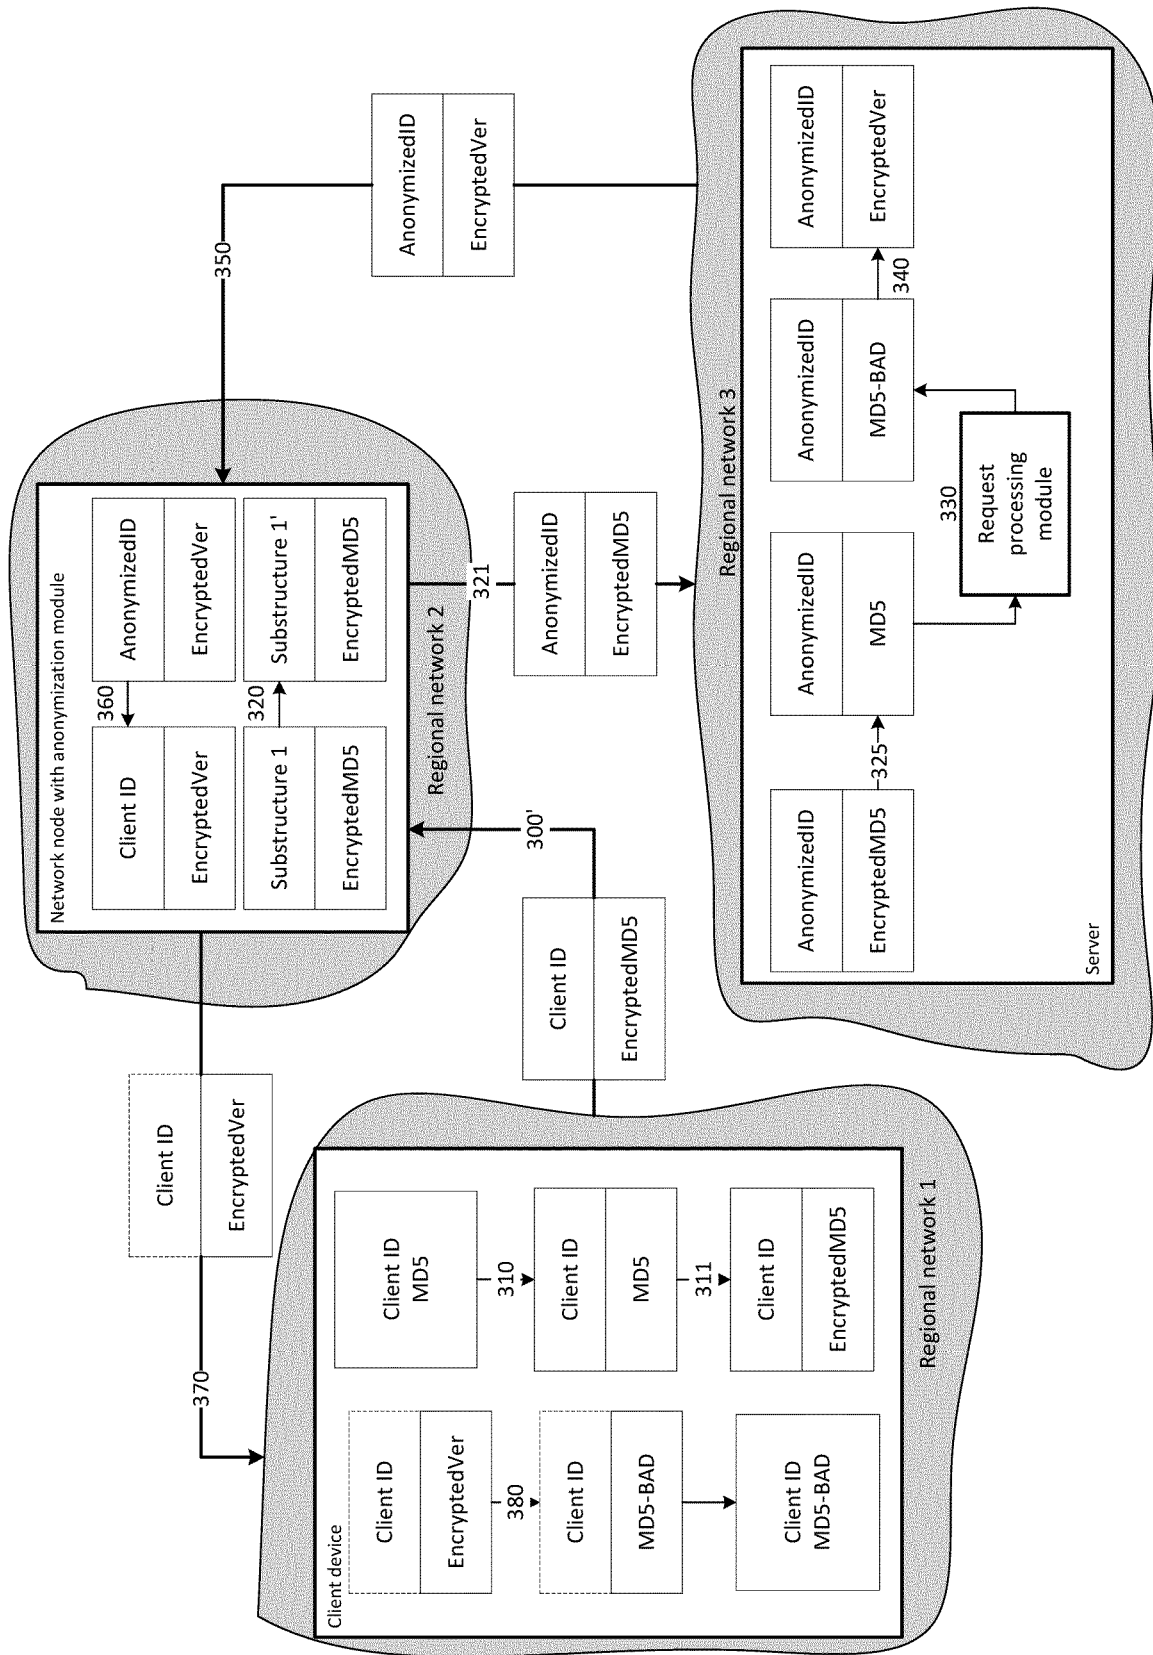 Network node with anonymization module
Client ID
EncryptedVer
360
AnonymizedID
EncryptedVer
Substructure 1
EncryptedMD5
320
Substructure 1'
EncryptedMD5
Regional network 2
350
370
Client ID
EncryptedVer
AnonymizedID
EncryptedVer
Client device
Client ID
EncryptedVer
380
Client ID
MD5-BAD
Client ID
MD5-BAD
Client ID
MD5
310
Client ID
MD5
311
Client ID
EncryptedMD5
Regional network 1
300'
Client ID
EncryptedMD5
321
AnonymizedID
EncryptedMD5
Regional network 3
AnonymizedID
EncryptedMD5
325
AnonymizedID
MD5
AnonymizedID
MD5-BAD
340
AnonymizedID
EncryptedVer
330
Request
processing
module
Server